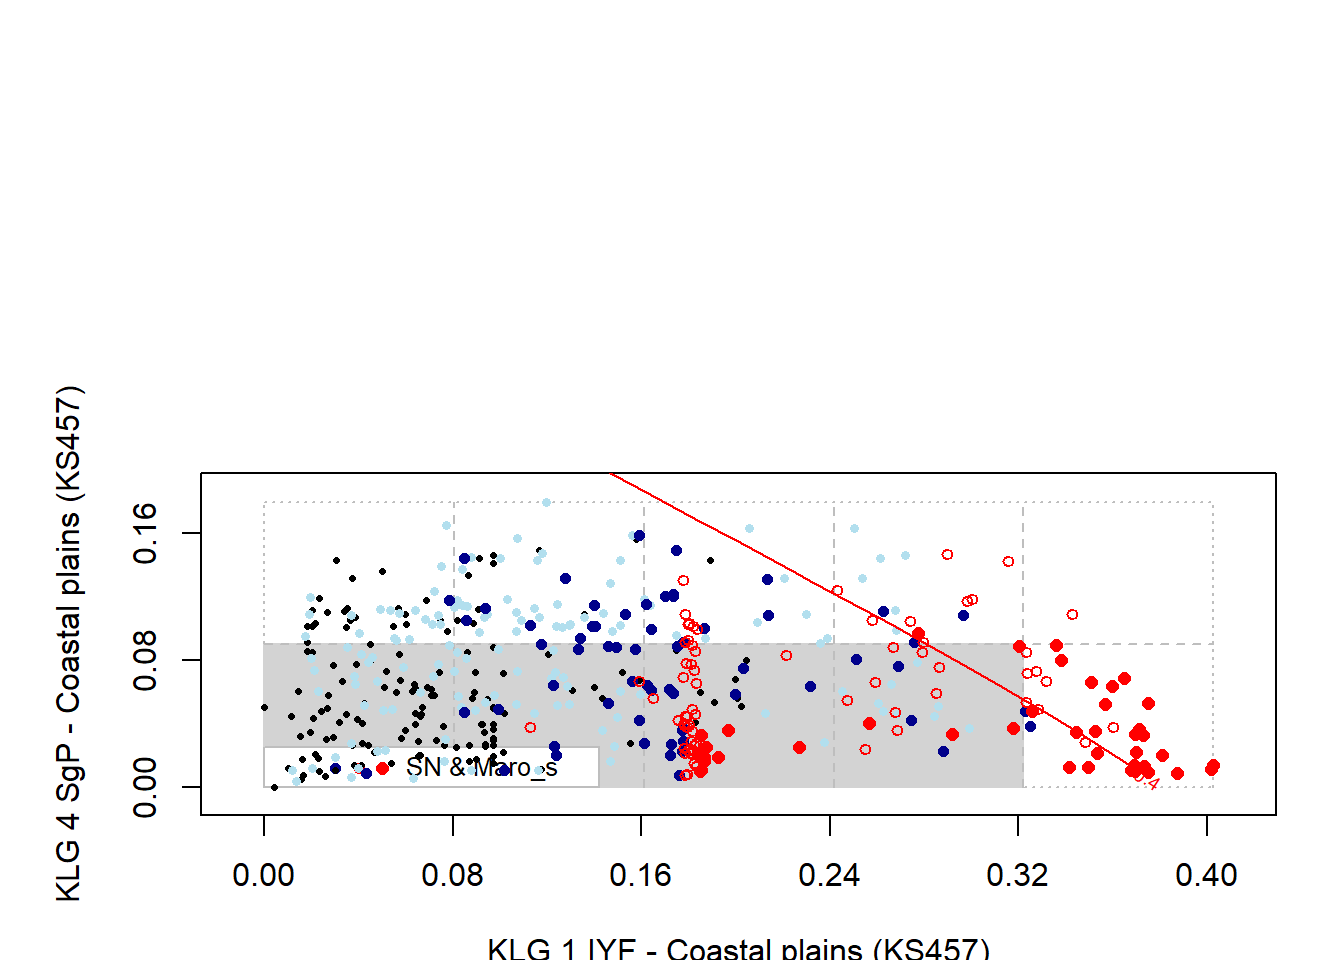 KLG 4 SgP - Coastal plains (KS457)
0.16
0.08
0.00
SN & Maro_s
0.00 0.08 0.16 0.24 0.32 0.40
KLG 1 IYF - Coastal plains (KS457)